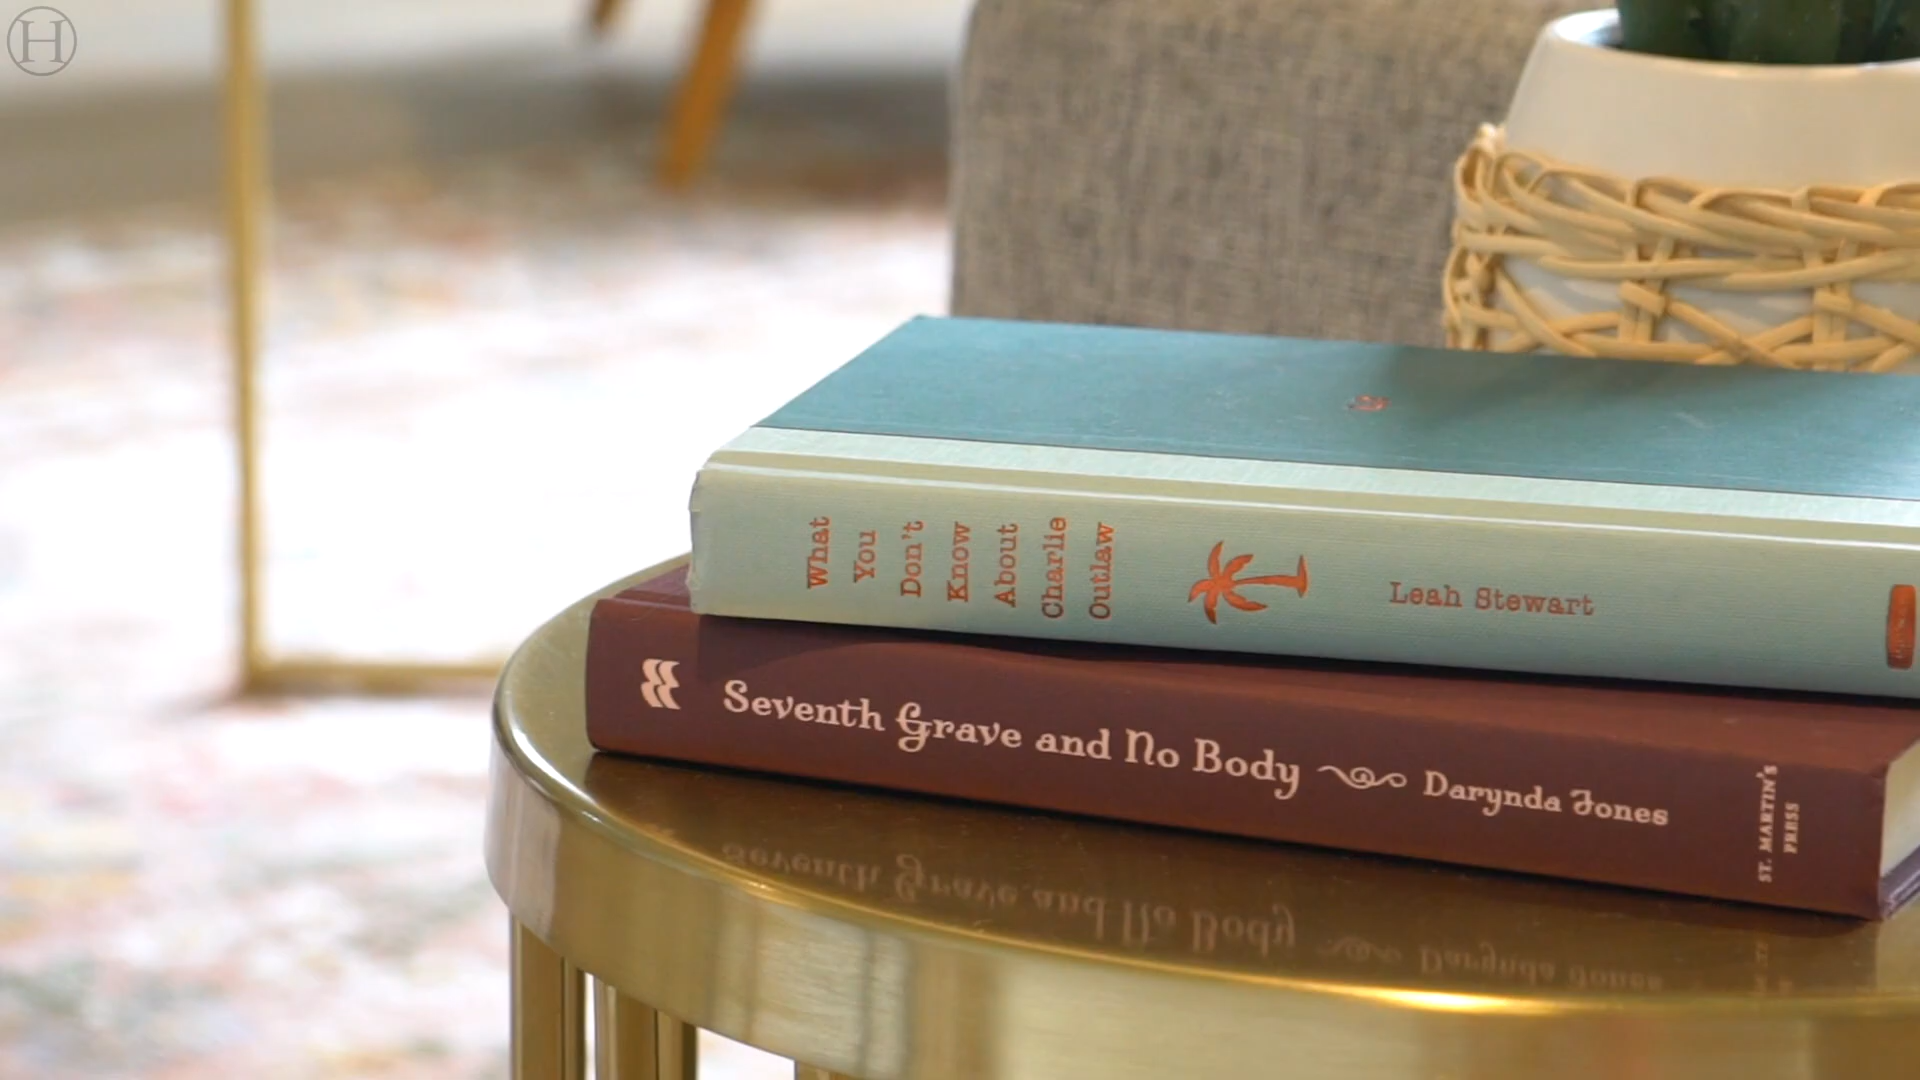 H
What
You
Don't
Know
About
Charlie
Outlaw
Leah Stewart
Seventh Grave and No Body
Darynda Jones
ST. MARTIN'S
PRESS